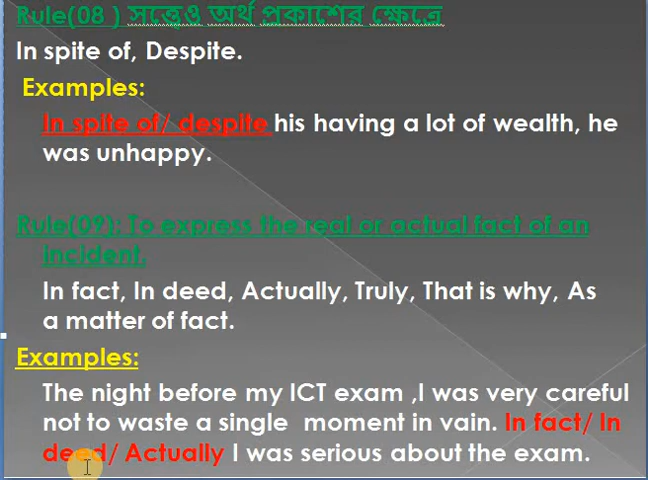 Rule(08 ) সত্ত্বেও অর্থ প্রকাশের ক্ষেত্রে
In spite of, Despite.
Examples:
In spite of/ despite his having a lot of wealth, he
was unhappy.
Rule(09): To express the real or actual fact of an
incident.
In fact, In deed, Actually, Truly, That is why, As
a matter of fact.
Examples:
The night before my ICT exam ,I was very careful
not to waste a single moment in vain. In fact/ In
deed/ Actually I was serious about the exam.